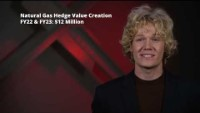 Natural Gas Hedge Value Creation
FY22 & FY23: $12 Million